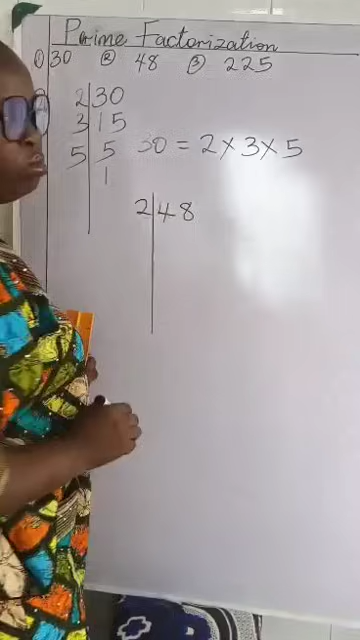 Prime Factorization
① 30 ② 48 ③ 225
2 | 30
3 | 15
5 | 5 30 = 2 × 3 × 5
1
2 | 48